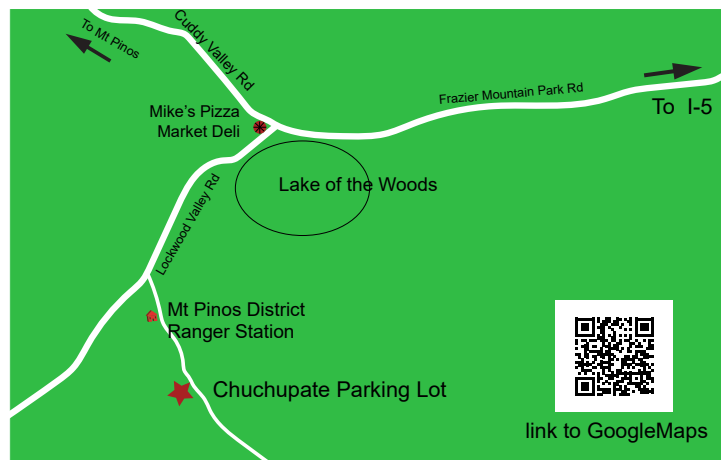 Cuddy Valley Rd
To Mt Pinos
Frazier Mountain Park Rd
To I-5
Mike's Pizza
Market Deli
Lake of the Woods
Lockwood Valley Rd
Mt Pinos District
Ranger Station
Chuchupate Parking Lot
link to GoogleMaps